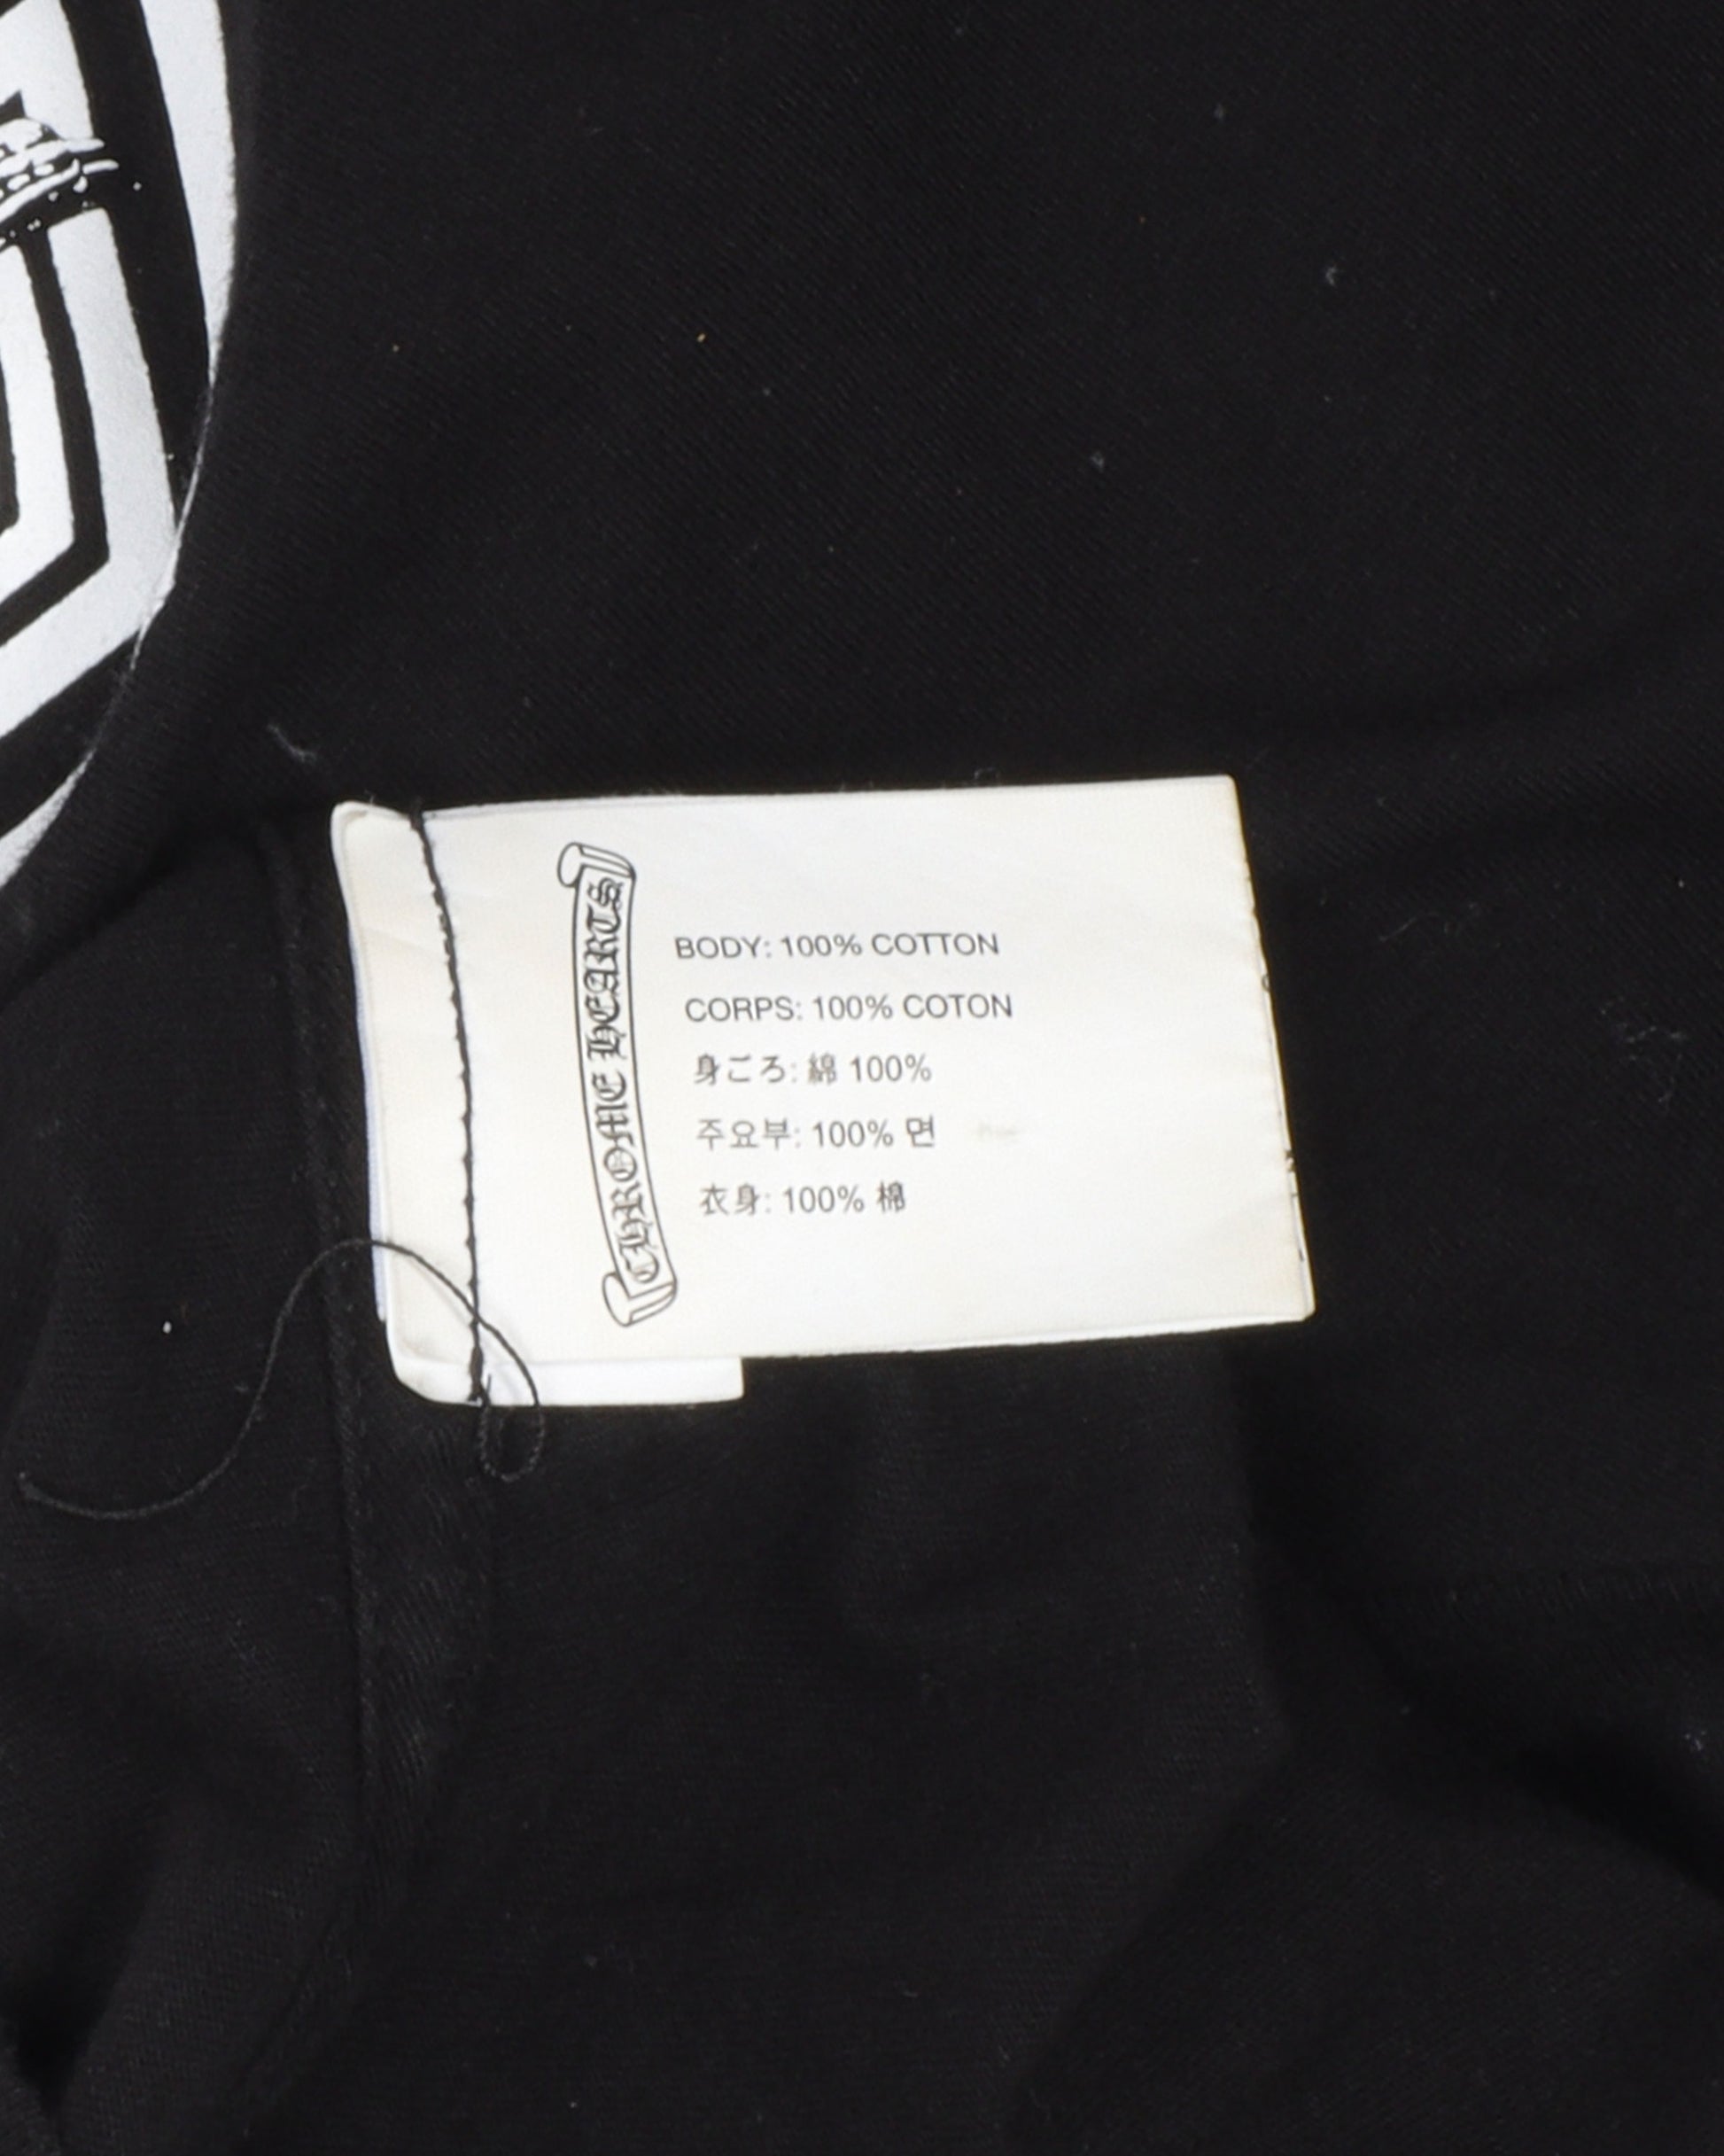 CHROME HEARTS
BODY: 100% COTTON
CORPS: 100% COTON
身ごろ: 綿 100%
주요부: 100% 면
衣身: 100% 棉